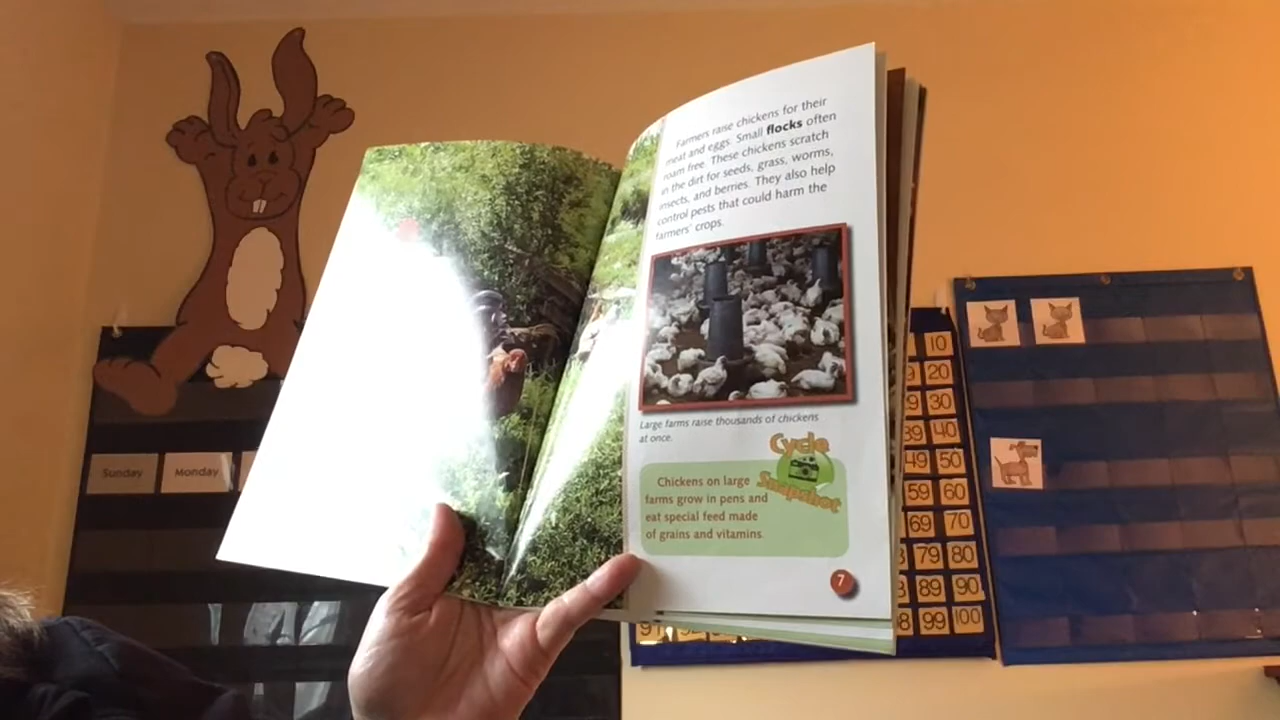 Farmers raise chickens for their
meat and eggs. Small flocks often
roam free. These chickens scratch
in the dirt for seeds, grass, worms,
insects, and berries. They also help
control pests that could harm the
farmers' crops.
Large farms raise thousands of chickens
at once.
Cycle
Snapshot
Chickens on large
farms grow in pens and
eat special feed made
of grains and vitamins.
7
Sunday
Monday
10
20
30
39 40
49 50
59 60
69 70
79 80
89 90
99 100
91